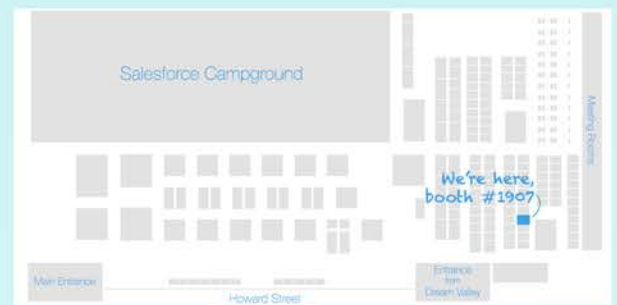 Salesforce Campground
Meeting Rooms
We're here,
booth #1907
Main Entrance
Entrance
from
Dream Valley
Howard Street